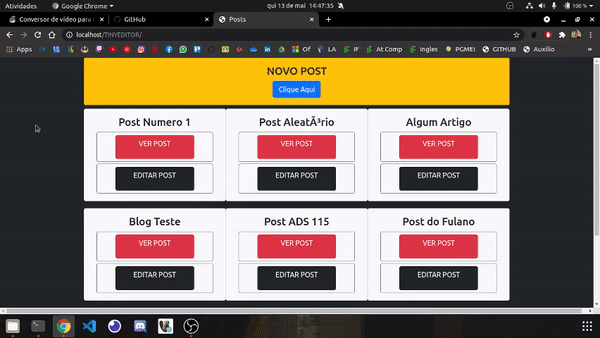 Atividades
Google Chrome
qui 13 de mai 14:47:35
100 %
Conversor de vídeo para G
GitHub
Posts
localhost/TINYEDITOR/
Apps
Of
LA
IF
At Comp
Ingles
PGMEI
GITHUB
Auxílio
NOVO POST
Clique Aqui
Post Numero 1
Post AleatÃ³rio
Algum Artigo
VER POST
VER POST
VER POST
EDITAR POST
EDITAR POST
EDITAR POST
Blog Teste
Post ADS 115
Post do Fulano
VER POST
VER POST
VER POST
EDITAR POST
EDITAR POST
EDITAR POST